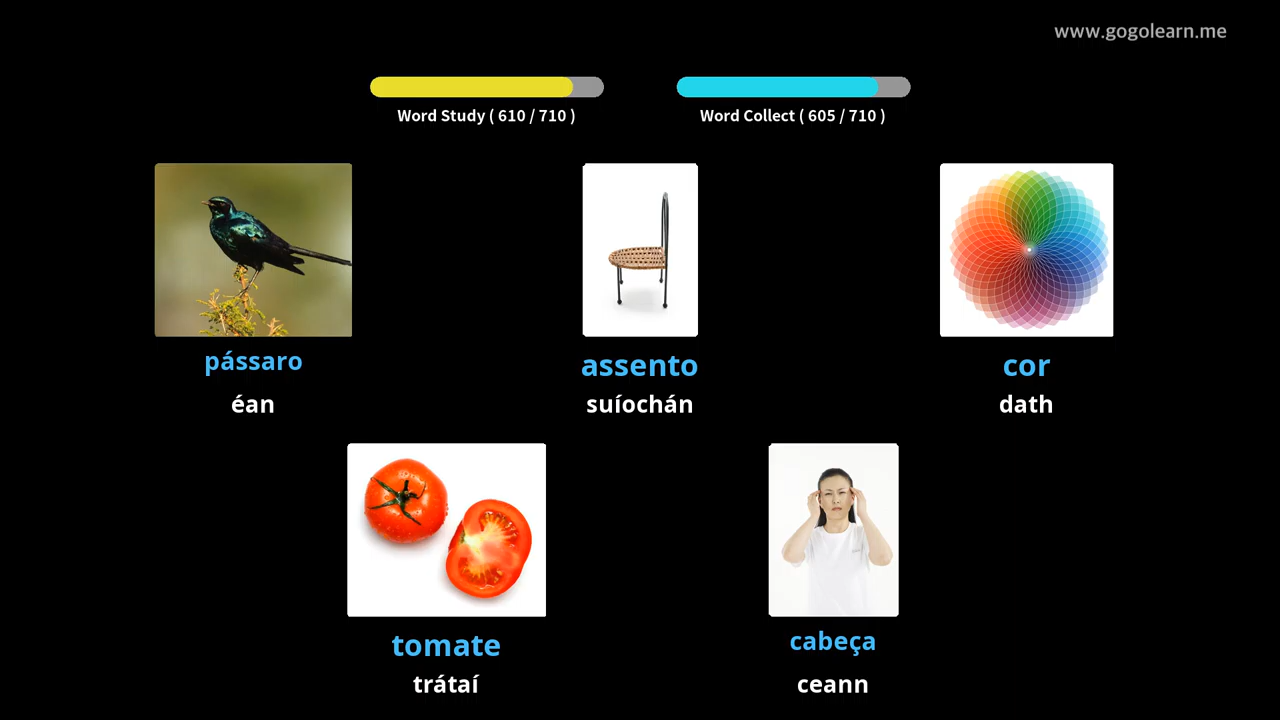 www.gogolearn.me
Word Study ( 610 / 710 )
Word Collect ( 605 / 710 )
pássaro
éan
assento
suíochán
cor
dath
tomate
trátaí
cabeça
ceann